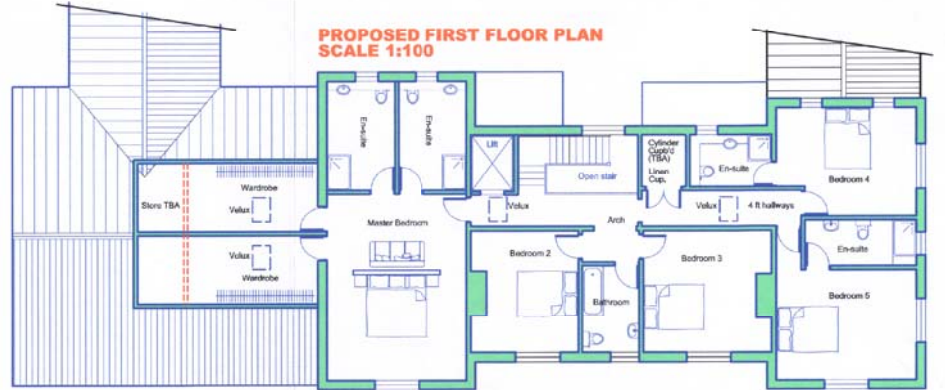 PROPOSED FIRST FLOOR PLAN
SCALE 1:100
En-suite
En-suite
Lift
Open stair
Cylinder
Cupb'd
(TBA)
Linen
Cup.
En-suite
Bedroom 4
Wardrobe
Store TBA
Velux
Master Bedroom
Velux
Arch
Velux
4 ft hallways
Velux
Wardrobe
Bedroom 2
Bathroom
Bedroom 3
En-suite
Bedroom 5